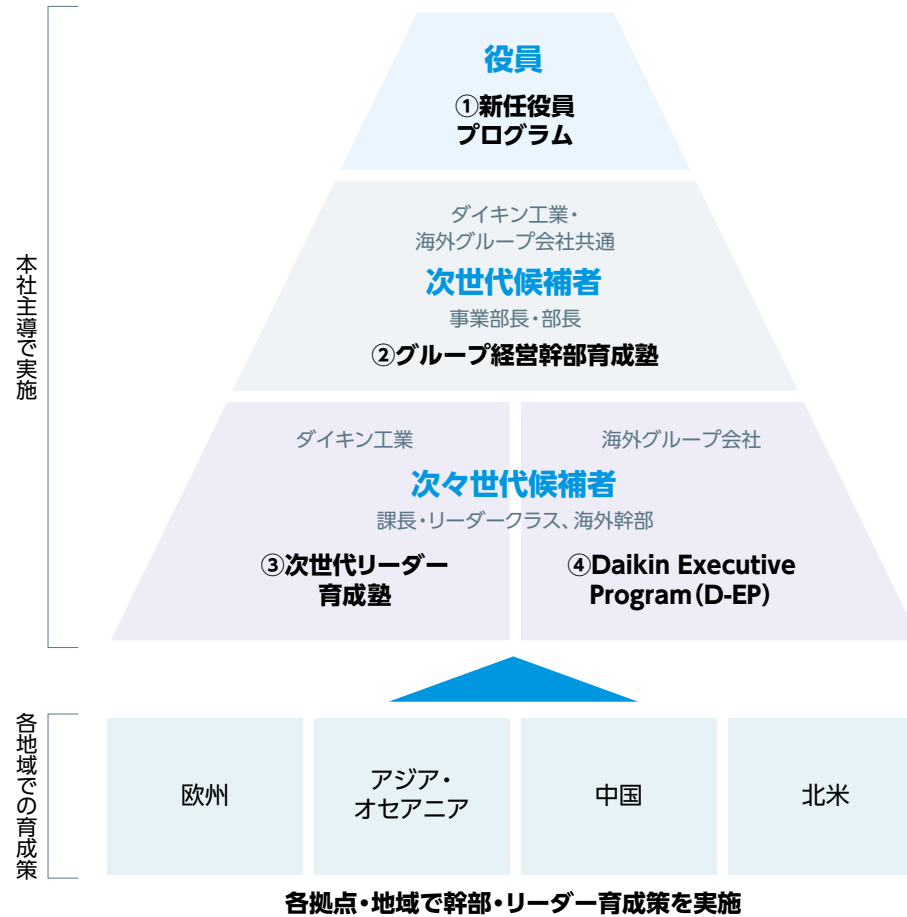 役員
①新任役員
プログラム
ダイキン工業・
海外グループ会社共通
次世代候補者
事業部長・部長
②グループ経営幹部育成塾
ダイキン工業
海外グループ会社
次々世代候補者
課長・リーダークラス、海外幹部
③次世代リーダー
育成塾
④Daikin Executive
Program(D-EP)
本社主導で実施
各地域での育成策
欧州
アジア・
オセアニア
中国
北米
各拠点・地域で幹部・リーダー育成策を実施